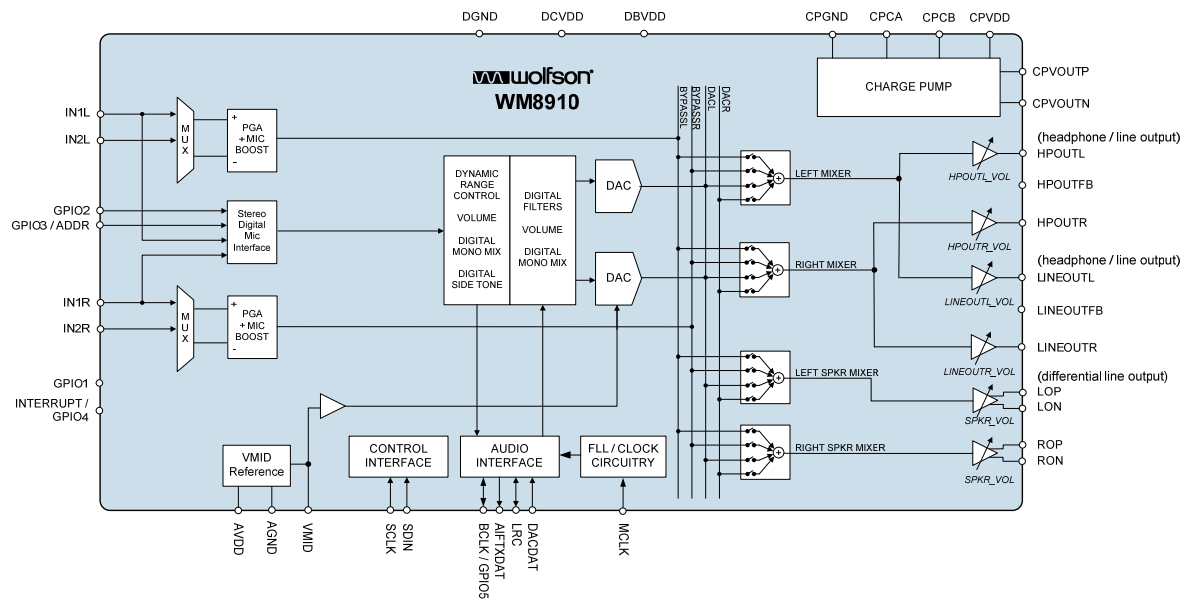 DGND DCVDD DBVDD CPGND CPCA CPCB CPVDD
wolfson
WM8910
CHARGE PUMP
CPVOUTP
CPVOUTN
BYPASSL
BYPASSR
DACL
DACR
IN1L
IN2L
MUX
+
PGA
+MIC
BOOST
-
GPIO2
GPIO3 / ADDR
Stereo
Digital
Mic
Interface
IN1R
IN2R
MUX
+
PGA
+MIC
BOOST
-
GPIO1
INTERRUPT /
GPIO4
DYNAMIC
RANGE
CONTROL
VOLUME
DIGITAL
MONO MIX
DIGITAL
SIDE TONE
DIGITAL
FILTERS
VOLUME
DIGITAL
MONO MIX
DAC
DAC
LEFT MIXER
RIGHT MIXER
LEFT SPKR MIXER
RIGHT SPKR MIXER
(headphone / line output)
HPOUTL
HPOUTL_VOL
HPOUTFB
HPOUTR
HPOUTR_VOL
(headphone / line output)
LINEOUTL
LINEOUTL_VOL
LINEOUTFB
LINEOUTR
LINEOUTR_VOL
(differential line output)
LOP
LON
SPKR_VOL
ROP
RON
SPKR_VOL
VMID
Reference
CONTROL
INTERFACE
AUDIO
INTERFACE
FLL / CLOCK
CIRCUITRY
AVDD
AGND
VMID
SCLK
SDIN
BCLK / GPIO5
AIFTXDAT
LRC
DACDAT
MCLK